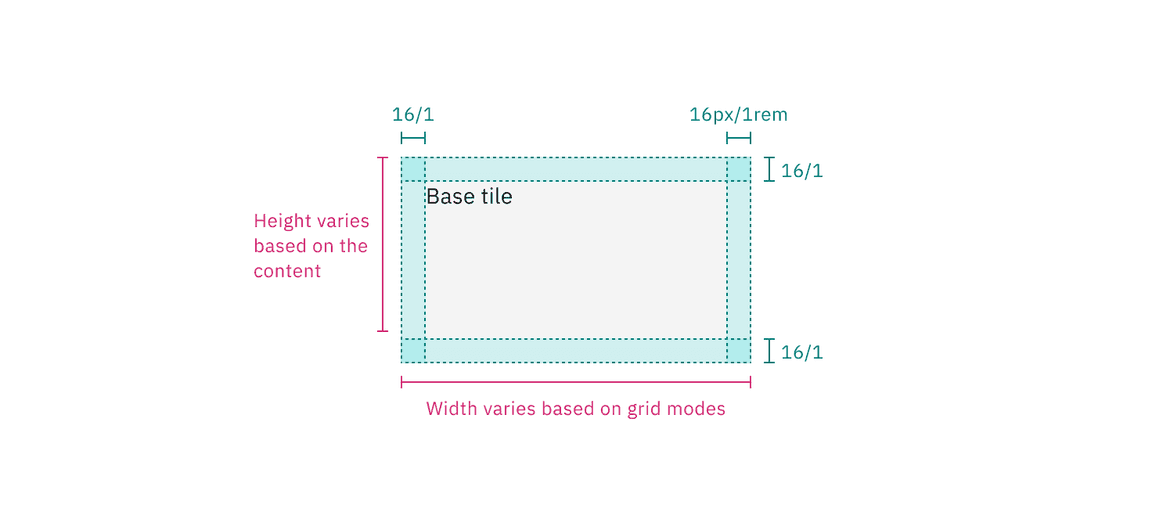 16/1
16px/1rem
16/1
Base tile
Height varies
based on the
content
16/1
Width varies based on grid modes